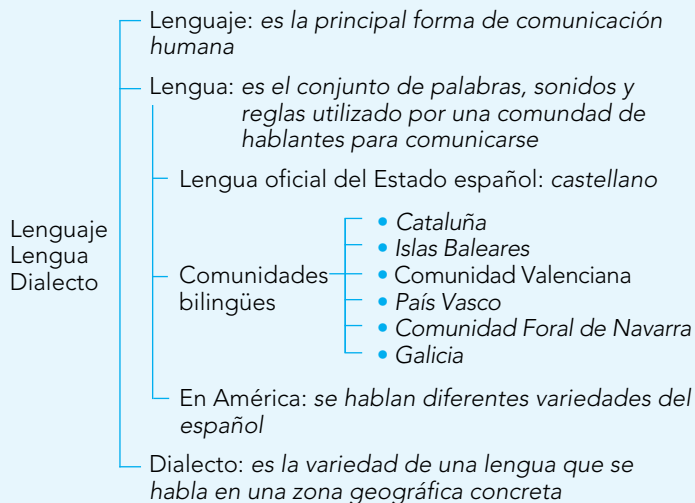 Lenguaje: es la principal forma de comunicación
humana
Lengua: es el conjunto de palabras, sonidos y
reglas utilizado por una comundad de
hablantes para comunicarse
Lengua oficial del Estado español: castellano
Lenguaje
Lengua
Dialecto
Comunidades
bilingües
• Cataluña
• Islas Baleares
• Comunidad Valenciana
• País Vasco
• Comunidad Foral de Navarra
• Galicia
En América: se hablan diferentes variedades del
español
Dialecto: es la variedad de una lengua que se
habla en una zona geográfica concreta